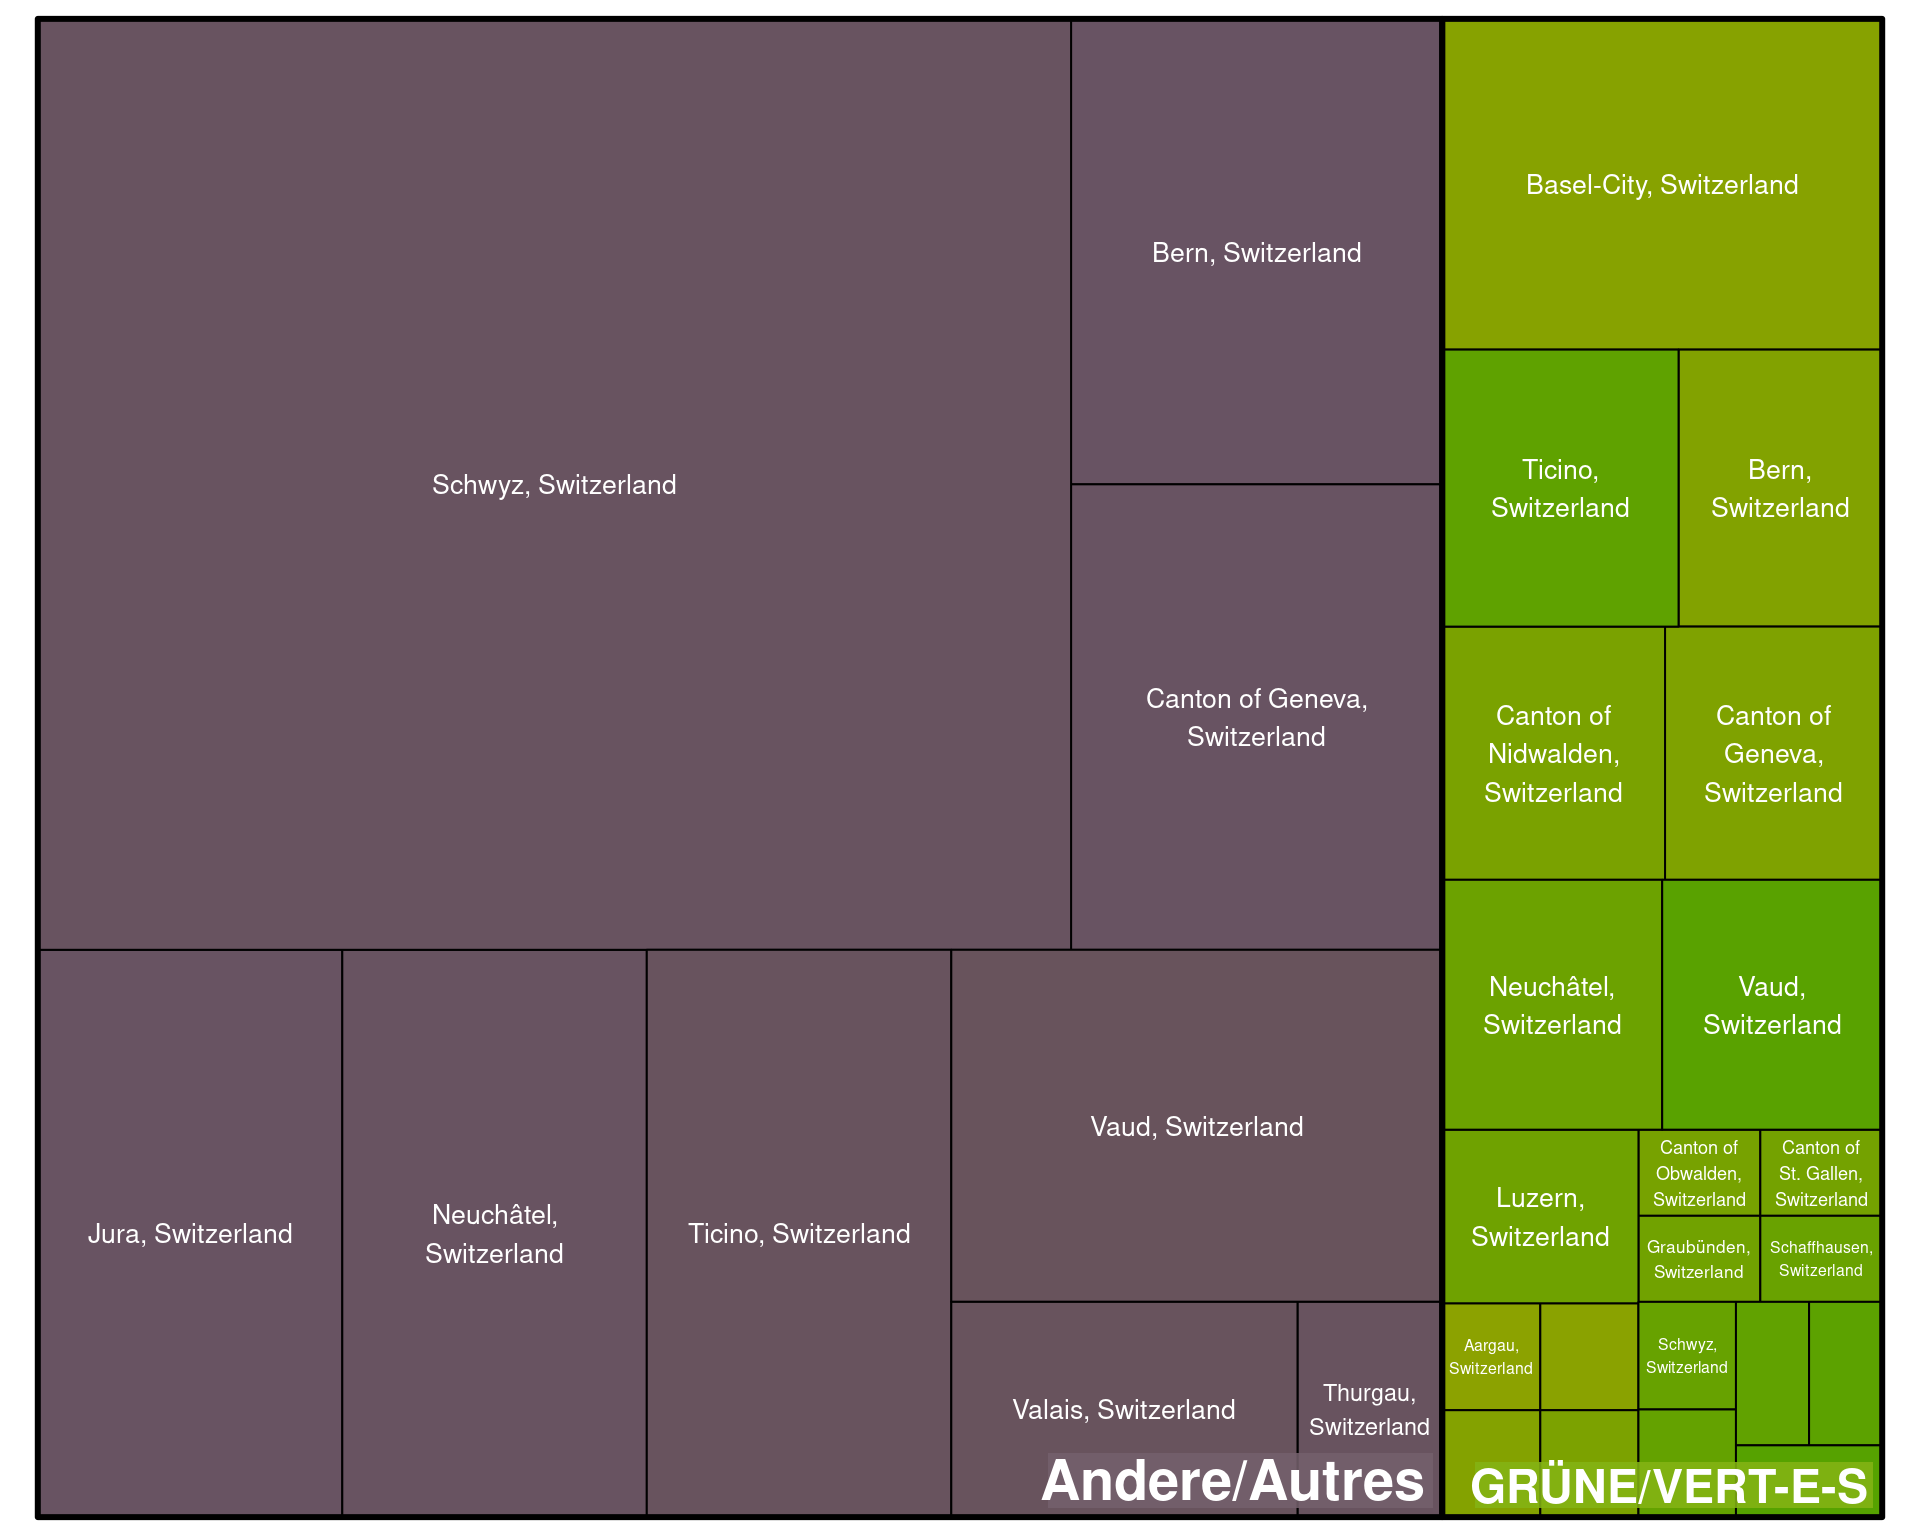 Schwyz, Switzerland
Bern, Switzerland
Canton of Geneva,
Switzerland
Jura, Switzerland
Neuchâtel,
Switzerland
Ticino, Switzerland
Vaud, Switzerland
Valais, Switzerland
Thurgau,
Switzerland
Andere/Autres
Basel-City, Switzerland
Ticino,
Switzerland
Bern,
Switzerland
Canton of
Nidwalden,
Switzerland
Canton of
Geneva,
Switzerland
Neuchâtel,
Switzerland
Vaud,
Switzerland
Luzern,
Switzerland
Canton of
Obwalden,
Switzerland
Canton of
St. Gallen,
Switzerland
Graubünden,
Switzerland
Schaffhausen,
Switzerland
Aargau,
Switzerland
Schwyz,
Switzerland
GRÜNE/VERT-E-S